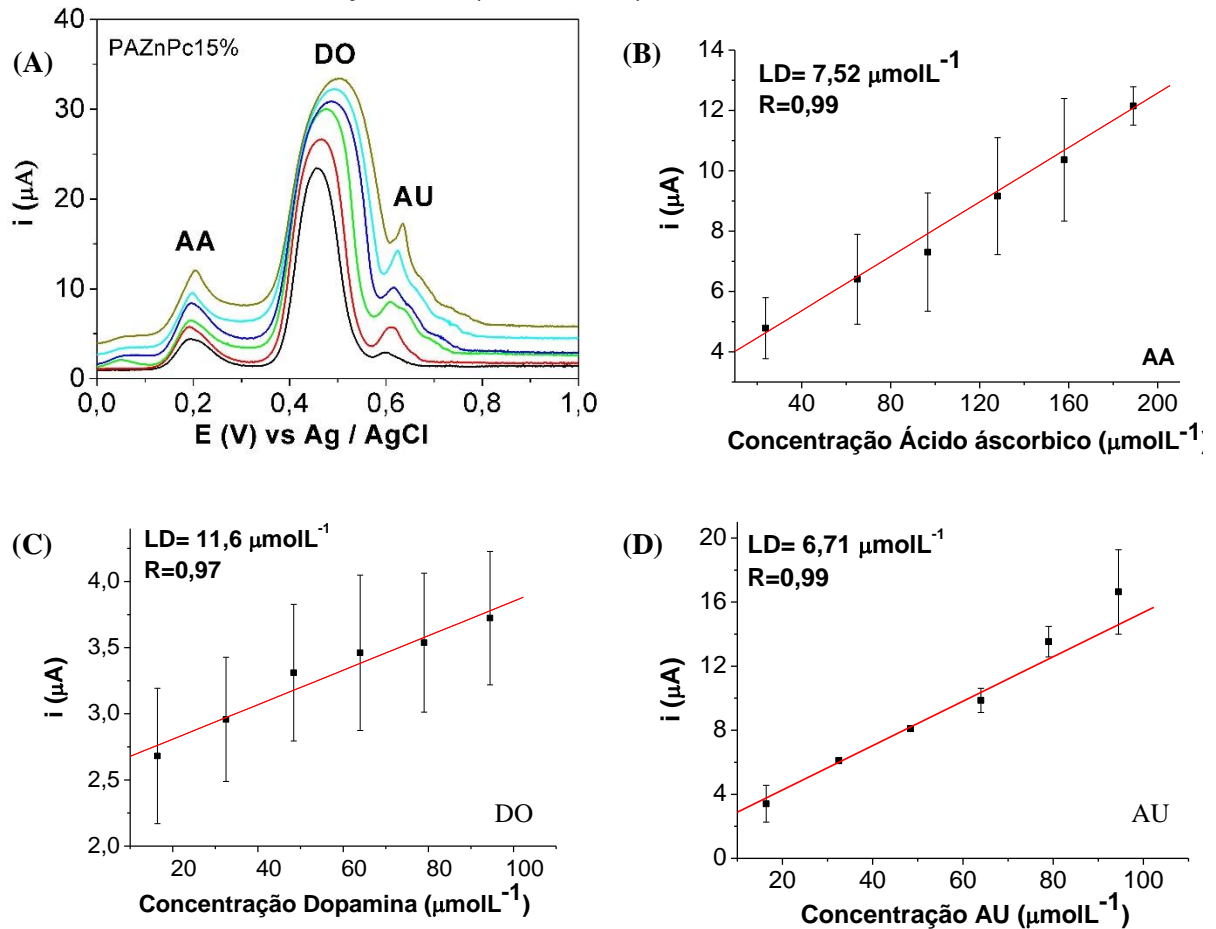 (A)
PAZnPc15%
DO
AA
AU
i (μA)
40
30
20
10
0
0,0 0,2 0,4 0,6 0,8 1,0
E (V) vs Ag / AgCl
(B)
LD= 7,52 μmolL⁻¹
R=0,99
i (μA)
14
12
10
8
6
4
AA
40 80 120 160 200
Concentração Ácido áscorbico (μmolL⁻¹)
(C)
LD= 11,6 μmolL⁻¹
R=0,97
i (μA)
4,0
3,5
3,0
2,5
2,0
DO
20 40 60 80 100
Concentração Dopamina (μmolL⁻¹)
(D)
LD= 6,71 μmolL⁻¹
R=0,99
i (μA)
20
16
12
8
4
0
AU
20 40 60 80 100
Concentração AU (μmolL⁻¹)